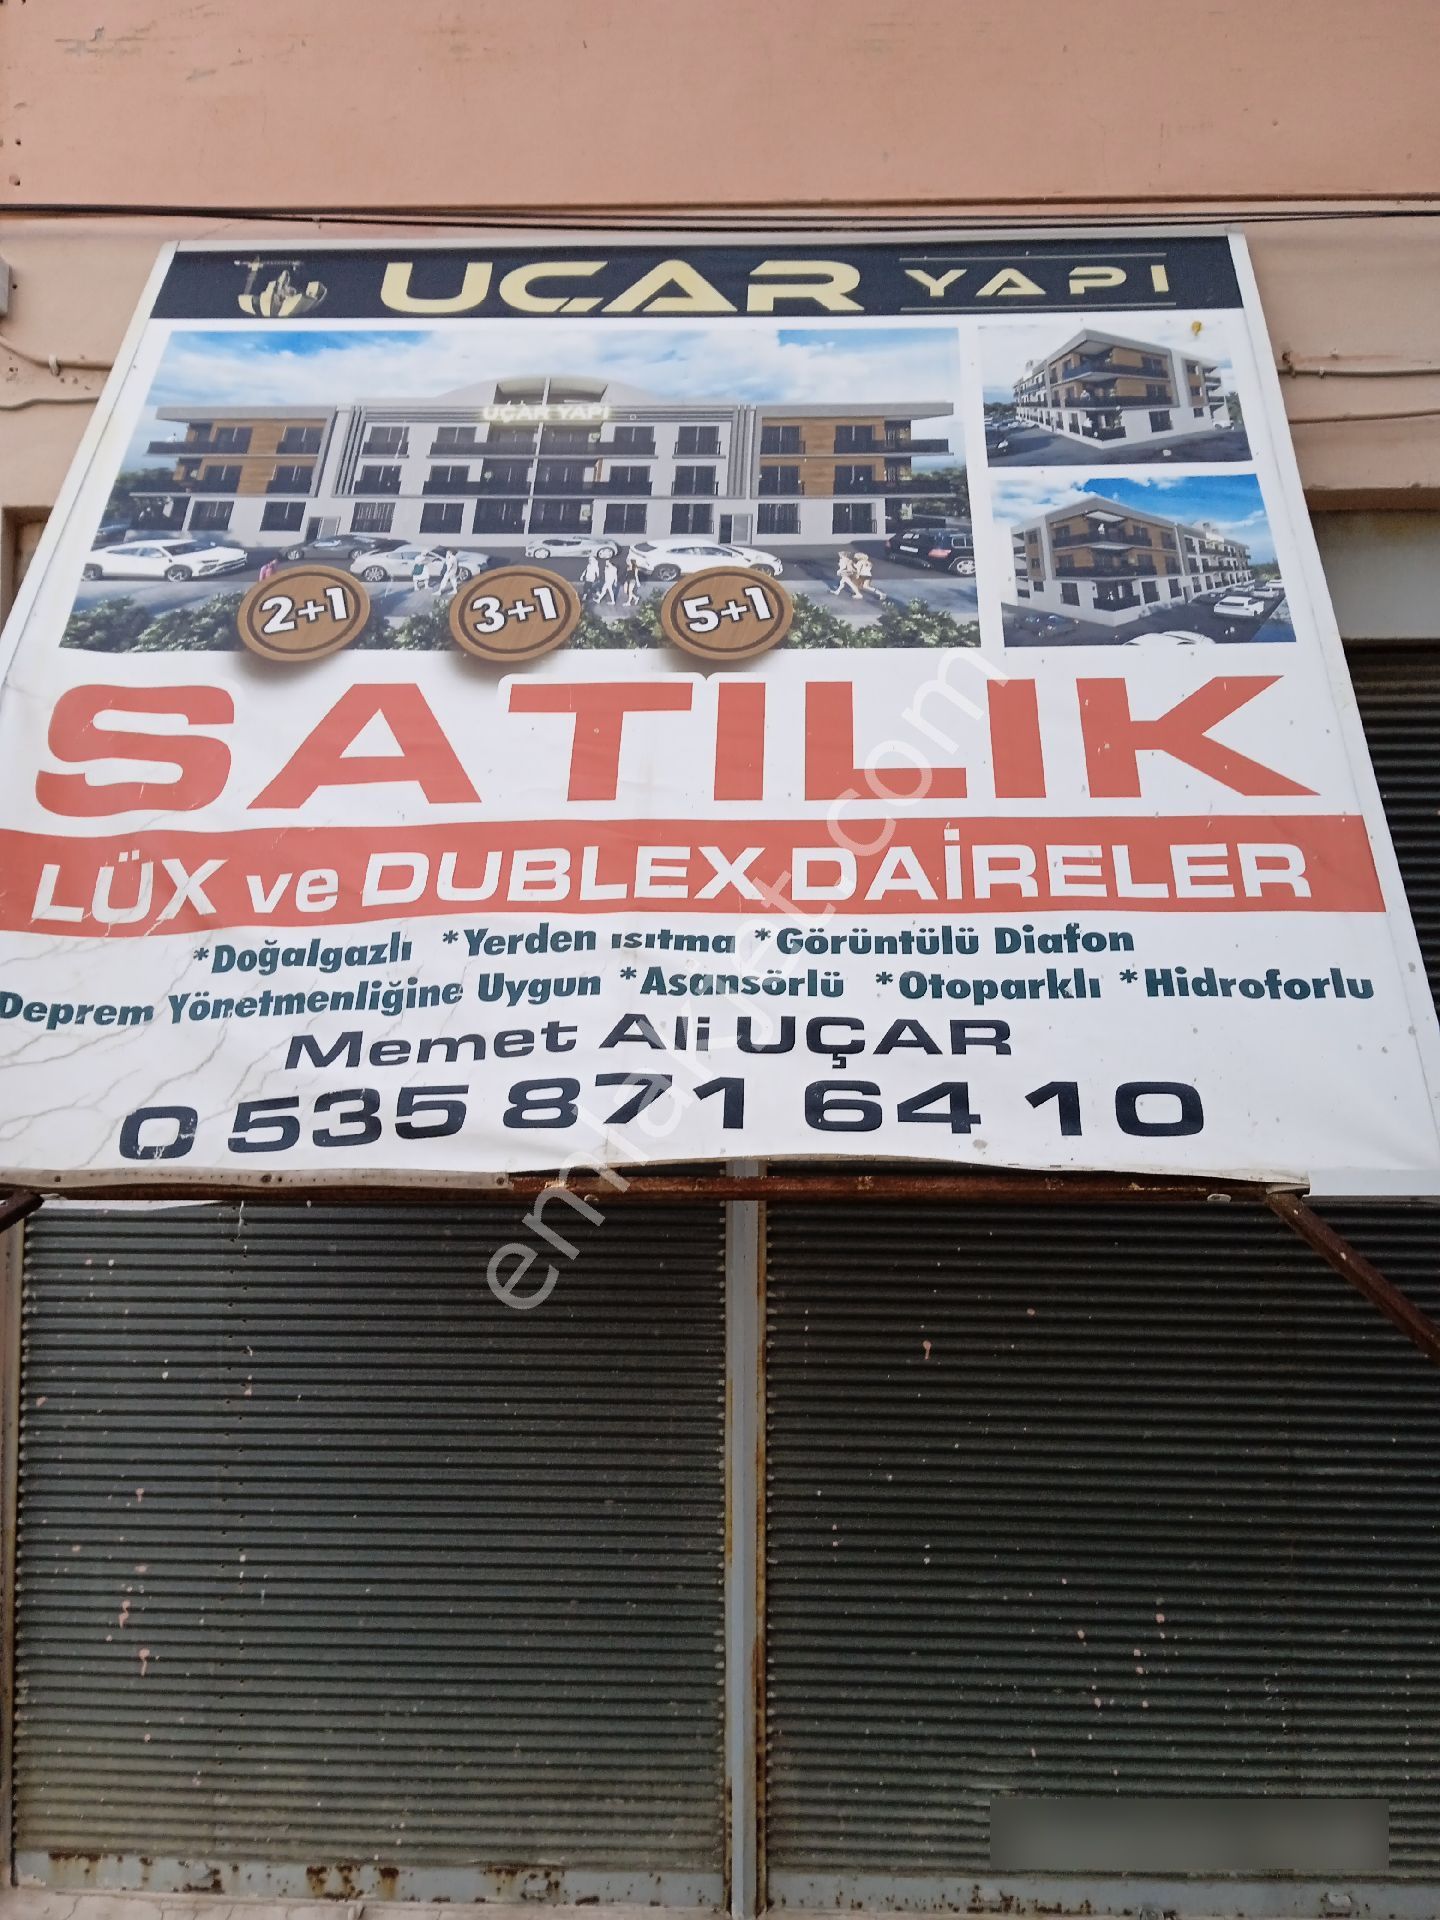 UÇAR YAPI
UÇAR YAPI
2+1 3+1 5+1
SATILIK
LÜX ve DUBLEX DAİRELER
*Doğalgazlı *Yerden ısıtma *Görüntülü Diafon
Deprem Yönetmenliğine Uygun *Asansörlü *Otoparklı *Hidroforlu
Memet Ali UÇAR
0 535 871 64 10
emlakjet.com